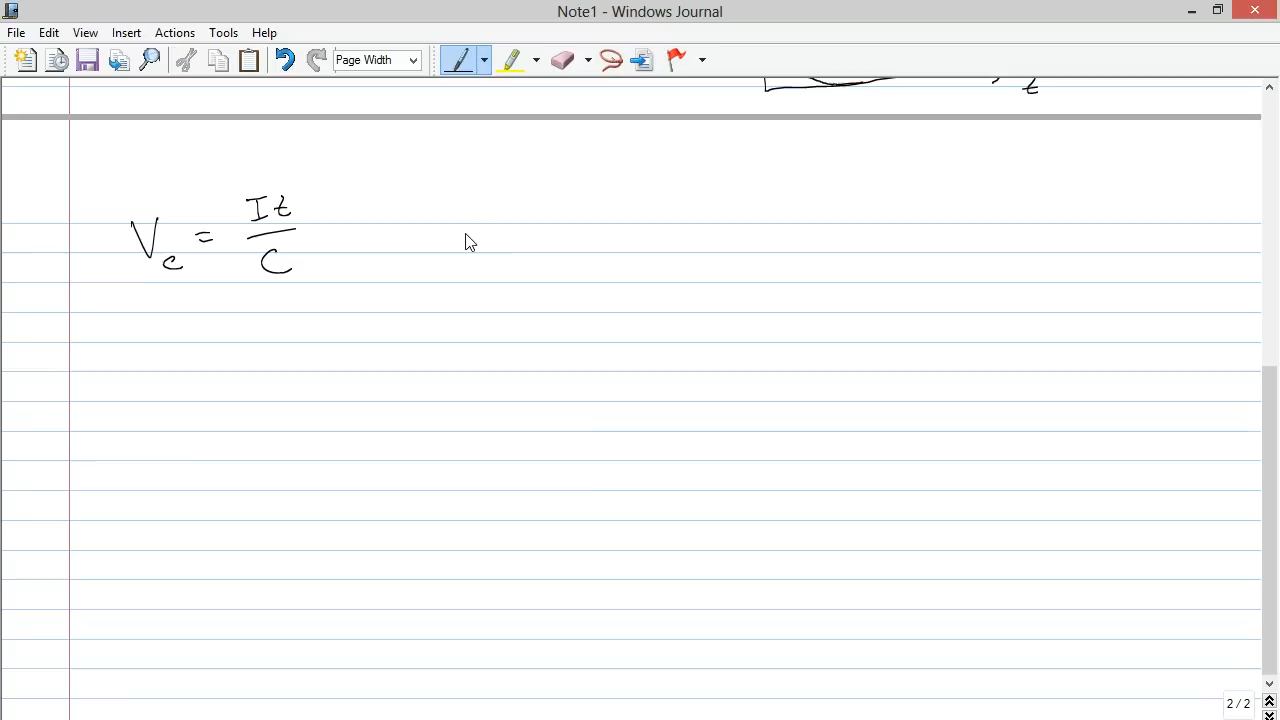 Note1 - Windows Journal
File Edit View Insert Actions Tools Help
Page Width
t
V_c = It/C
2 / 2